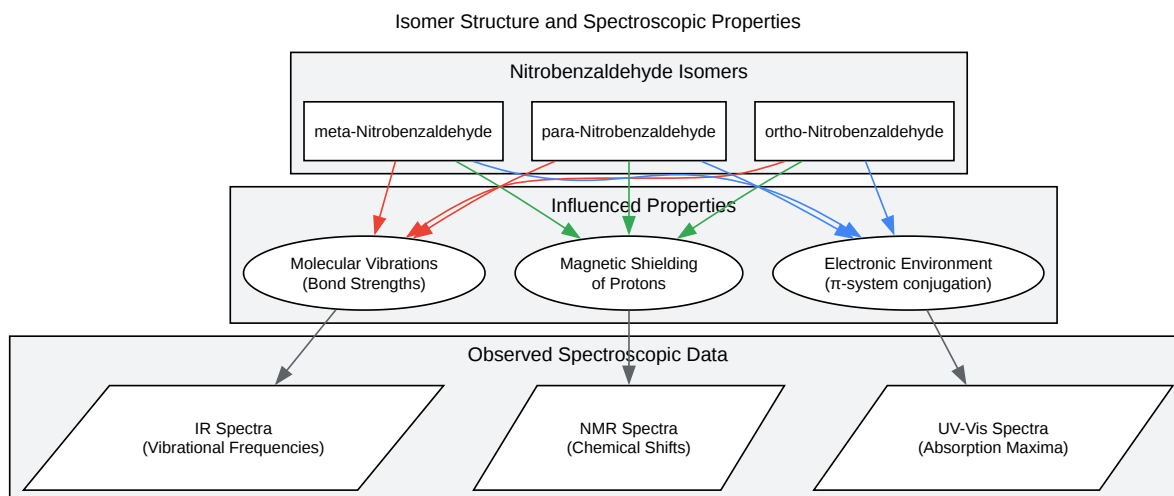 Isomer Structure and Spectroscopic Properties
Nitrobenzaldehyde Isomers
meta-Nitrobenzaldehyde
para-Nitrobenzaldehyde
ortho-Nitrobenzaldehyde
Influenced Properties
Molecular Vibrations
(Bond Strengths)
Magnetic Shielding
of Protons
Electronic Environment
(π-system conjugation)
Observed Spectroscopic Data
IR Spectra
(Vibrational Frequencies)
NMR Spectra
(Chemical Shifts)
UV-Vis Spectra
(Absorption Maxima)